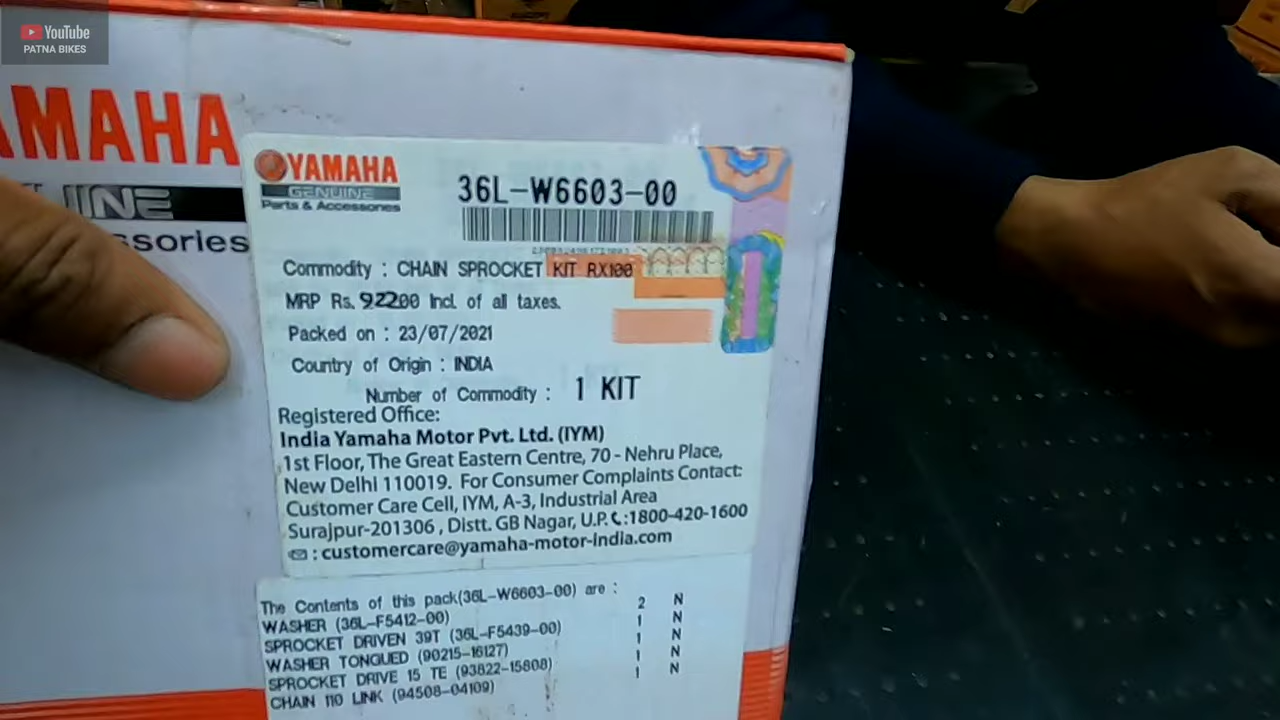 YouTube
PATNA BIKES
YAMAHA
YAMAHA
GENUINE
Parts & Accessories
36L-W6603-00
Commodity : CHAIN SPROCKET KIT RX100
MRP Rs. 00 Incl. of all taxes.
Packed on : 23/07/2021
Country of Origin : INDIA
Number of Commodity : 1 KIT
Registered Office:
India Yamaha Motor Pvt. Ltd. (IYM)
1st Floor, The Great Eastern Centre, 70 - Nehru Place,
New Delhi 110019. For Consumer Complaints Contact:
Customer Care Cell, IYM, A-3, Industrial Area
Surajpur-201306 , Distt. GB Nagar, U.P. :1800-420-1600
: customercare@yamaha-motor-india.com
The Contents of this pack(36L-W6603-00) are :
WASHER (36L-F5412-00) 2 N
SPROCKET DRIVEN 39T (36L-F5439-00) 1 N
WASHER TONGUED (90215-16127) 1 N
SPROCKET DRIVE 15 TE (93822-15808) 1 N
CHAIN 110 LINK (94508-04109) 1 N